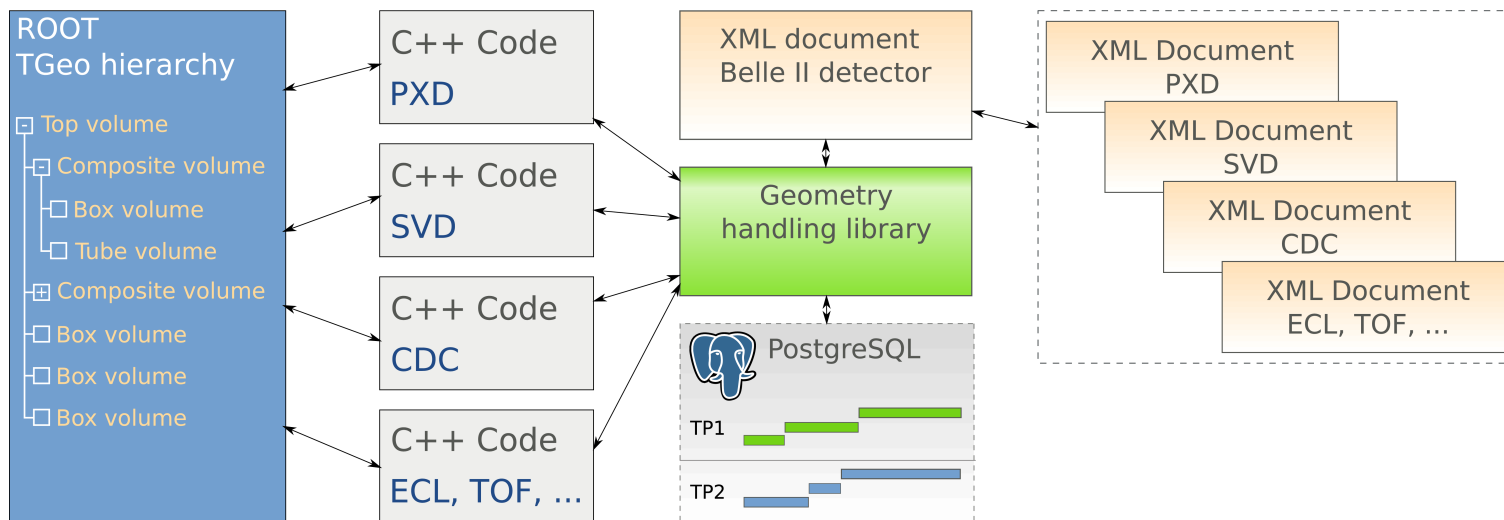 ROOT
TGeo hierarchy
Top volume
Composite volume
Box volume
Tube volume
Composite volume
Box volume
Box volume
Box volume
C++ Code
PXD
C++ Code
SVD
C++ Code
CDC
C++ Code
ECL, TOF, ...
XML document
Belle II detector
Geometry
handling library
PostgreSQL
TP1
TP2
XML Document
PXD
XML Document
SVD
XML Document
CDC
XML Document
ECL, TOF, ...